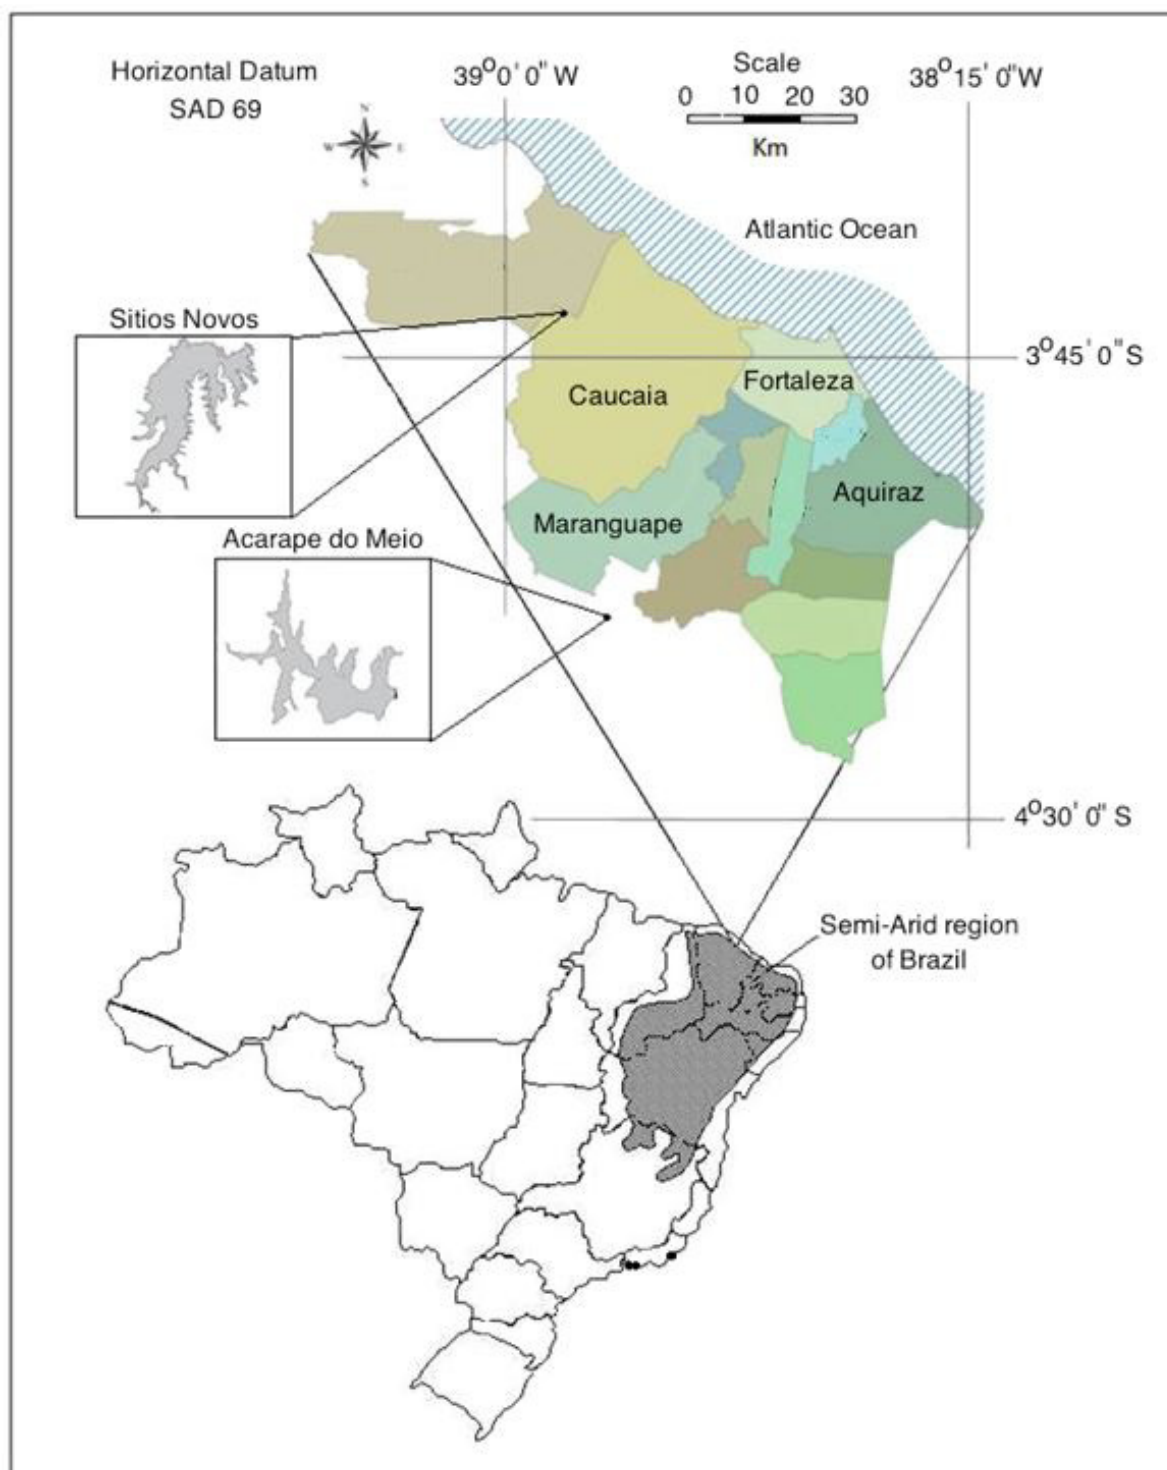 Horizontal Datum
SAD 69
39° 0' 0" W
Scale
0 10 20 30
Km
38° 15' 0" W
N
W E
S
Atlantic Ocean
Sitios Novos
3° 45' 0" S
Fortaleza
Caucaia
Aquiraz
Maranguape
Acarape do Meio
4° 30' 0" S
Semi-Arid region
of Brazil